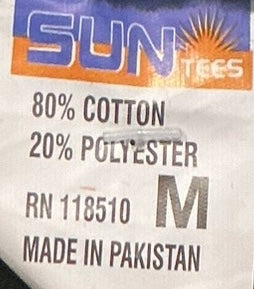 SUN
TEES
80% COTTON
20% POLYESTER
RN 118510 M
MADE IN PAKISTAN